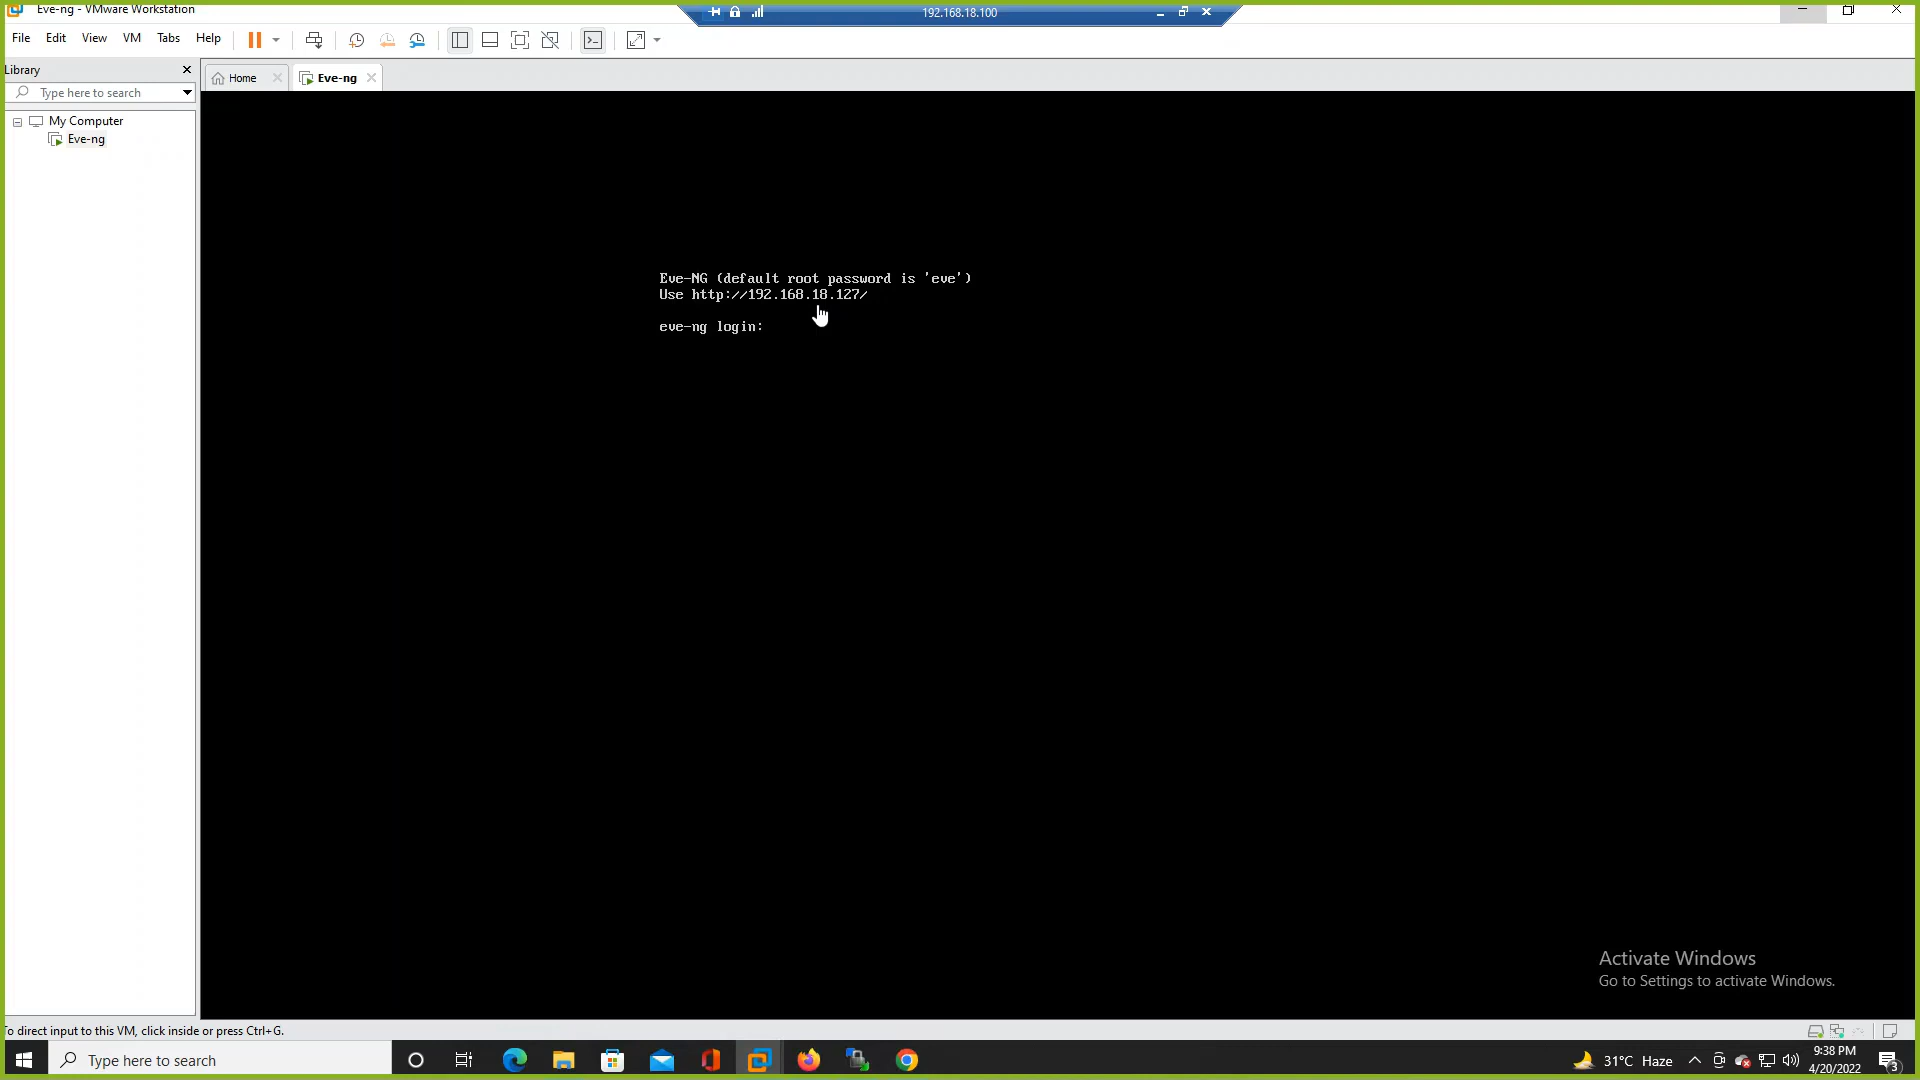 Eve-ng - VMware Workstation
192.168.18.100
File Edit View VM Tabs Help
Library
Home
Eve-ng
Type here to search
My Computer
Eve-ng
Eve-NG (default root password is 'eve')
Use http://192.168.18.127/
eve-ng login:
Activate Windows
Go to Settings to activate Windows.
To direct input to this VM, click inside or press Ctrl+G.
Type here to search
31°C Haze
9:38 PM
4/20/2022
3